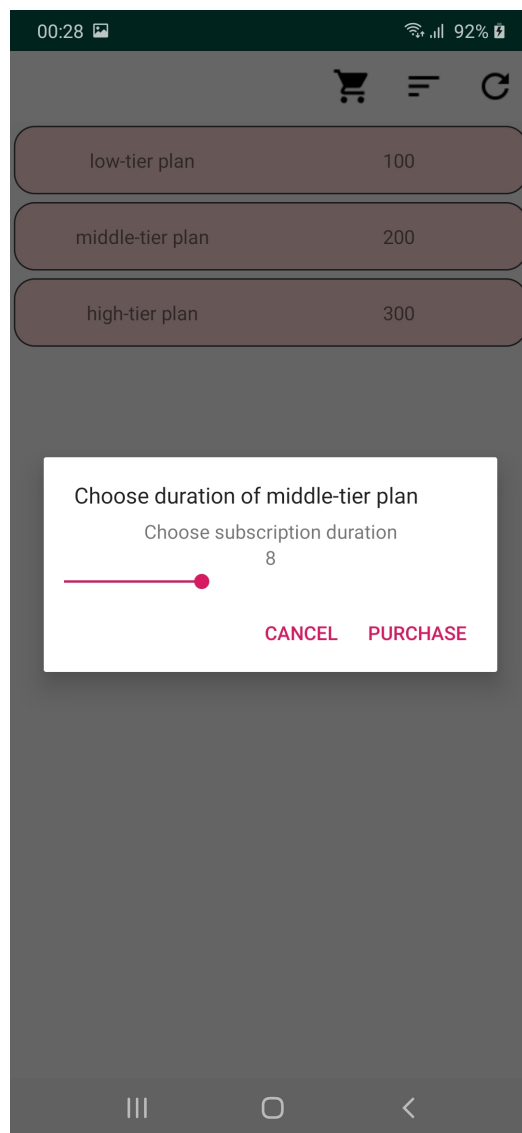 00:28 92%
low-tier plan 100
middle-tier plan 200
high-tier plan 300
Choose duration of middle-tier plan
Choose subscription duration
8
CANCEL PURCHASE